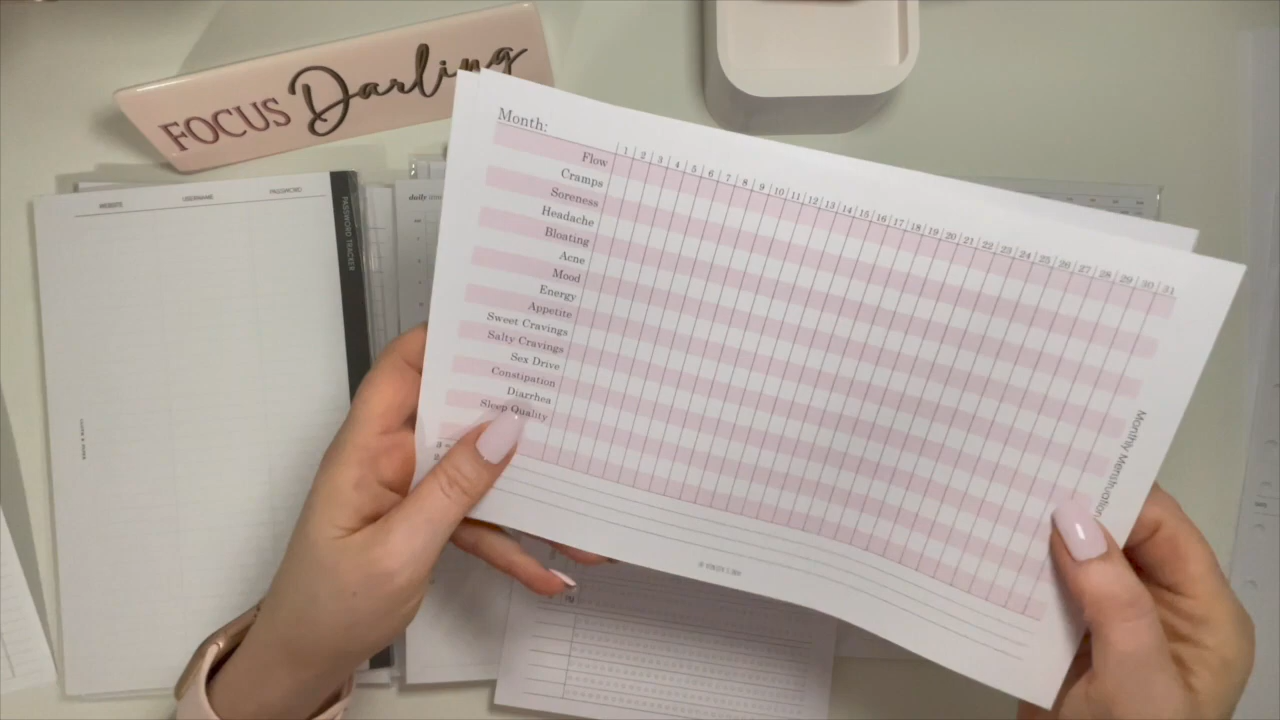 FOCUS Darling
WEBSITE USERNAME PASSWORD
PASSWORD TRACKER
daily
Month:
1 2 3 4 5 6 7 8 9 10 11 12 13 14 15 16 17 18 19 20 21 22 23 24 25 26 27 28 29 30 31
Flow
Cramps
Soreness
Headache
Bloating
Acne
Mood
Energy
Appetite
Sweet Cravings
Salty Cravings
Sex Drive
Constipation
Diarrhea
Sleep Quality
Monthly Menstruation